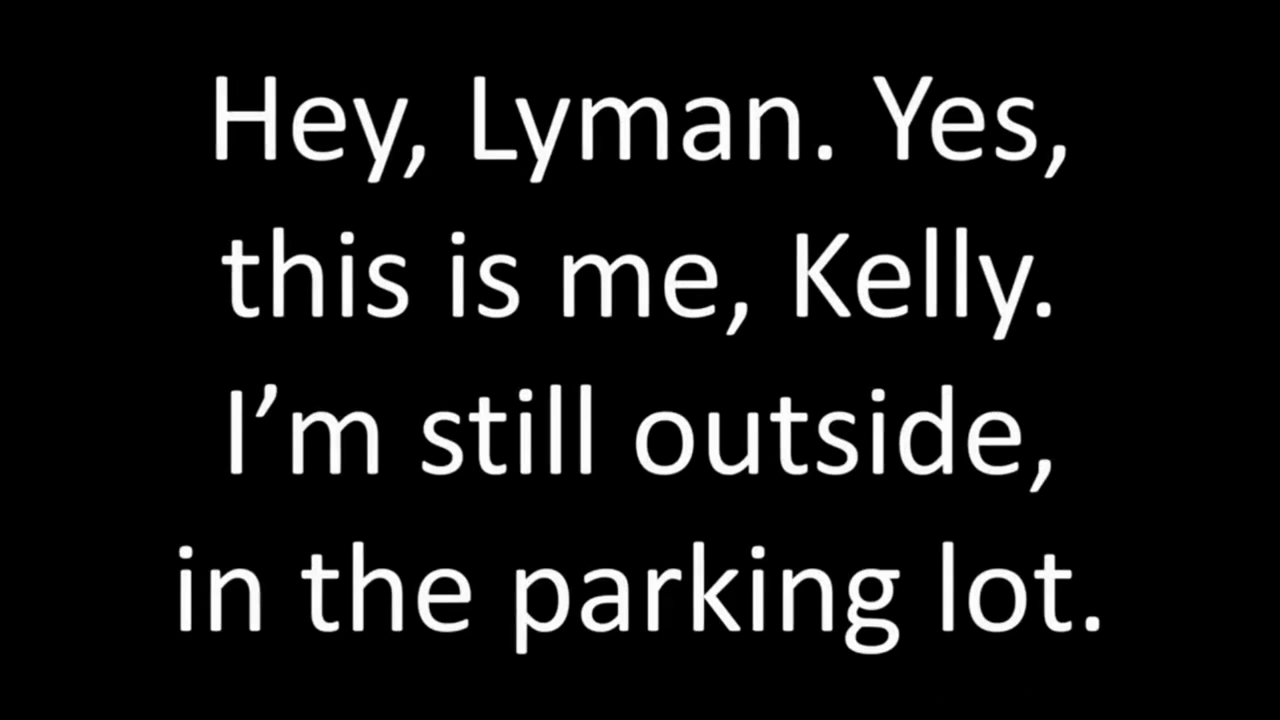 Hey, Lyman. Yes,
this is me, Kelly.
I’m still outside,
in the parking lot.